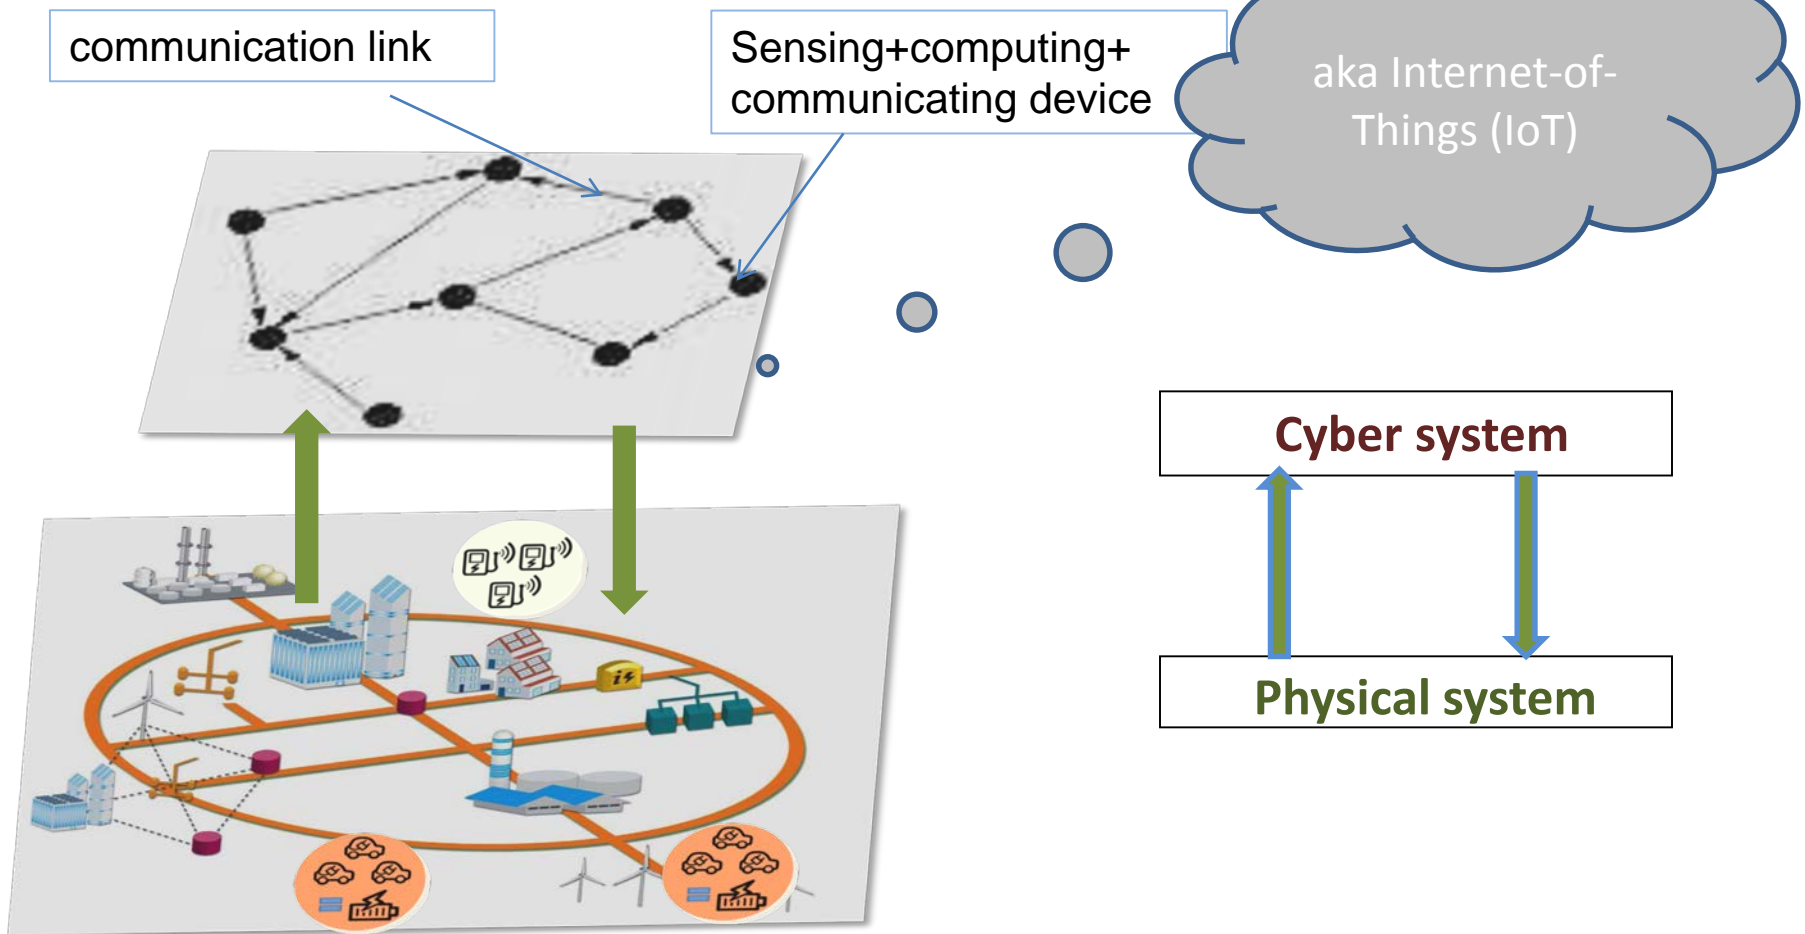 communication link
Sensing+computing+
communicating device
aka Internet-of-
Things (IoT)
Cyber system
Physical system